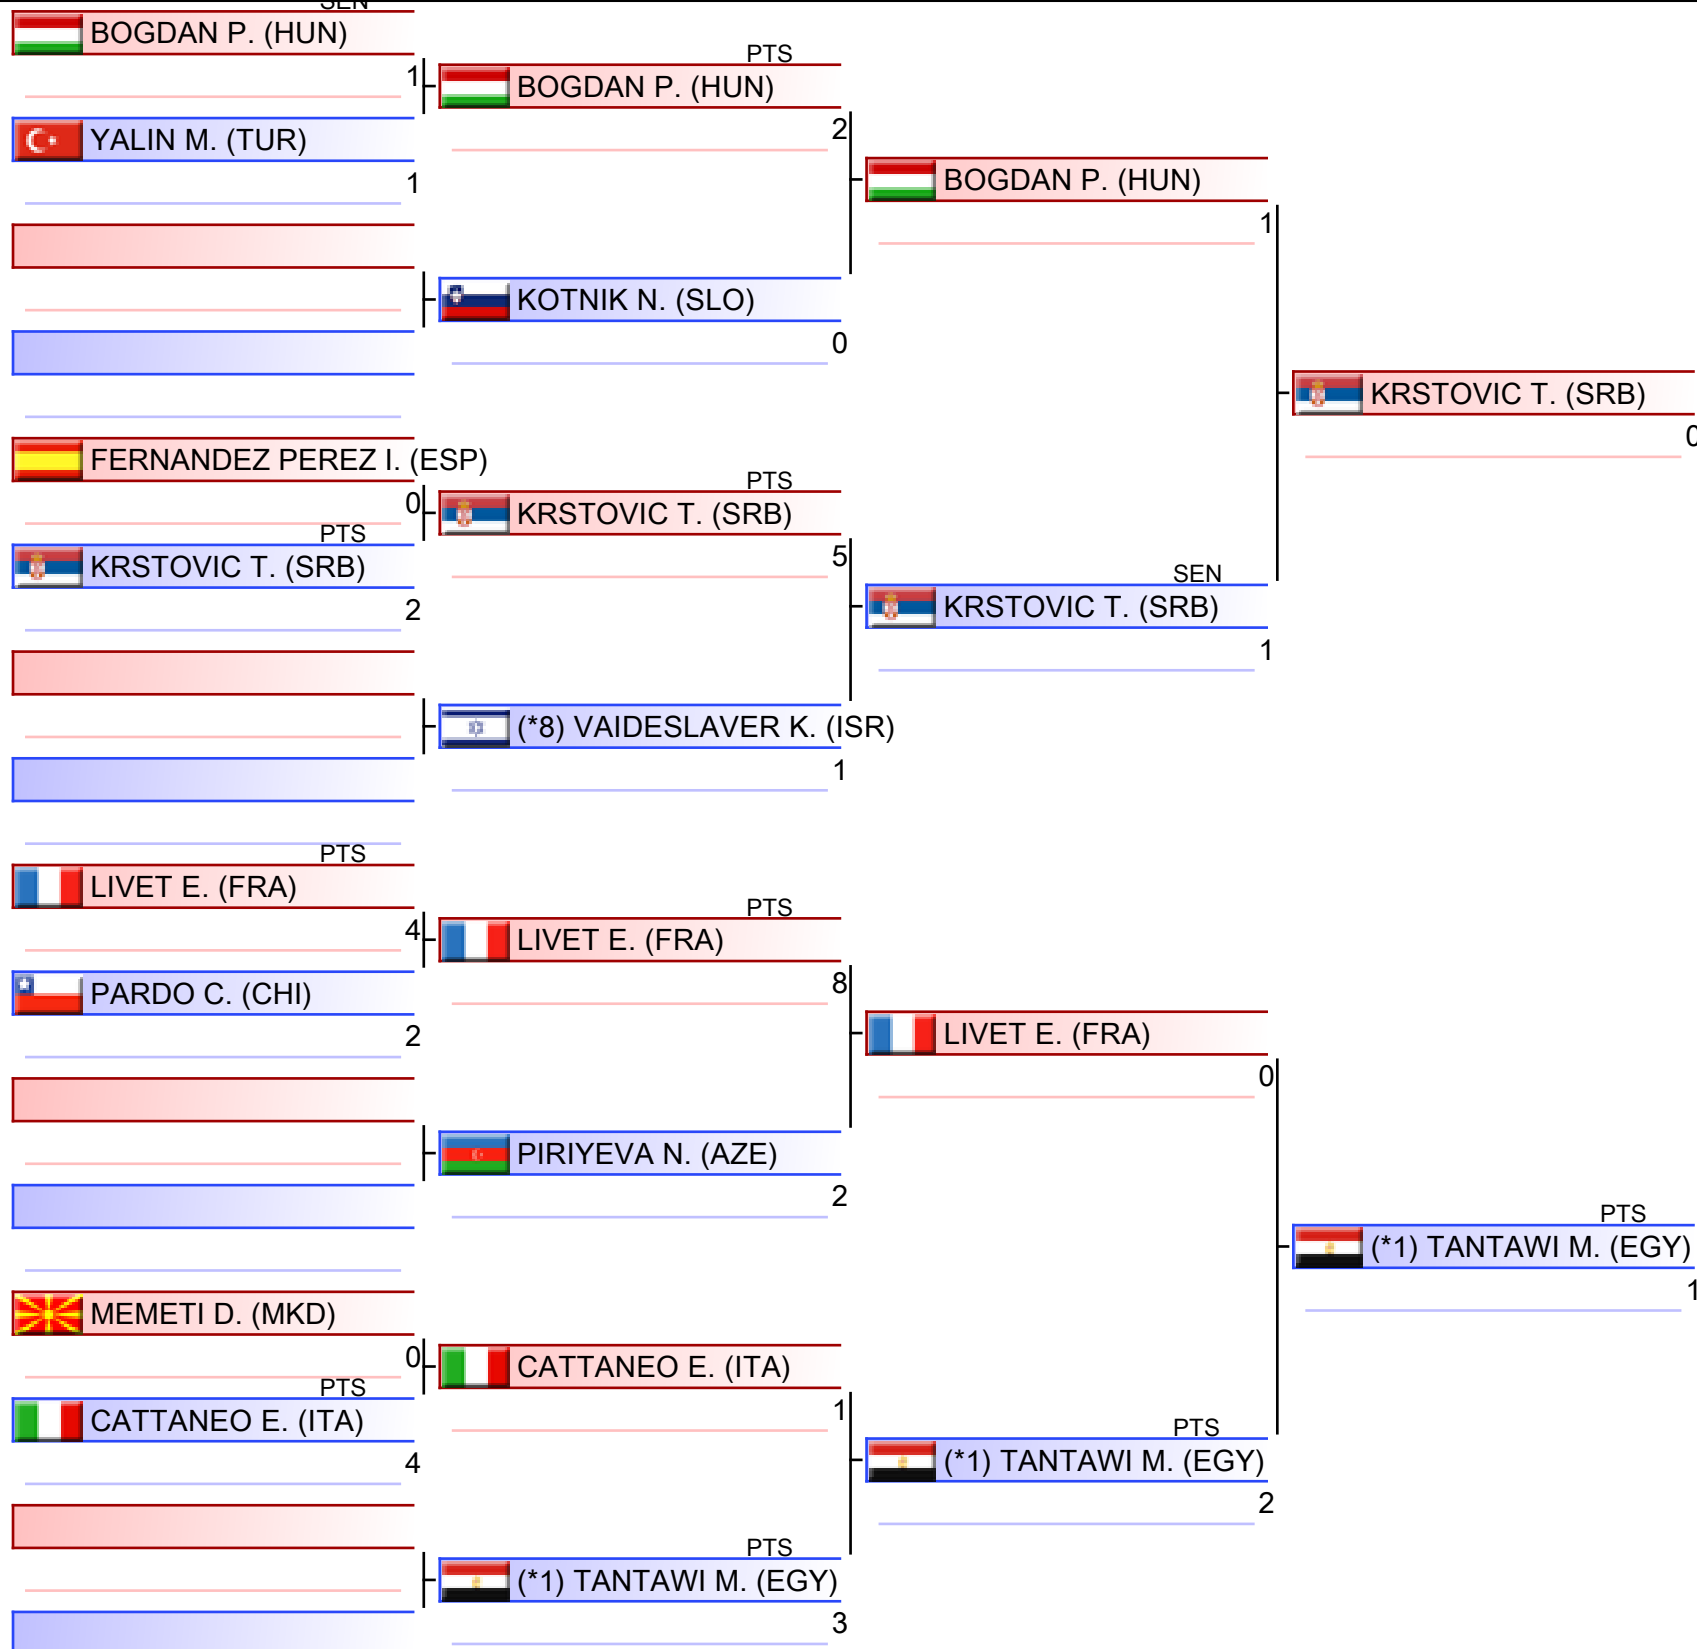 SEN
BOGDAN P. (HUN)
1
YALIN M. (TUR)
1
FERNANDEZ PEREZ I. (ESP)
0
PTS
KRSTOVIC T. (SRB)
2
PTS
LIVET E. (FRA)
4
PARDO C. (CHI)
2
MEMETI D. (MKD)
0
PTS
CATTANEO E. (ITA)
4
PTS
BOGDAN P. (HUN)
2
KOTNIK N. (SLO)
0
PTS
KRSTOVIC T. (SRB)
5
(*8) VAIDESLAVER K. (ISR)
1
PTS
LIVET E. (FRA)
8
PIRIYEVA N. (AZE)
2
CATTANEO E. (ITA)
1
PTS
(*1) TANTAWI M. (EGY)
3
BOGDAN P. (HUN)
1
SEN
KRSTOVIC T. (SRB)
1
LIVET E. (FRA)
0
PTS
(*1) TANTAWI M. (EGY)
2
KRSTOVIC T. (SRB)
0
PTS
(*1) TANTAWI M. (EGY)
1